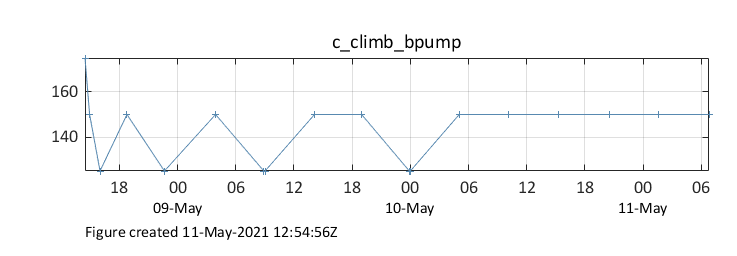 c_climb_bpump
160
140
18 00 06 12 18 00 06 12 18 00 06
09-May 10-May 11-May
Figure created 11-May-2021 12:54:56Z